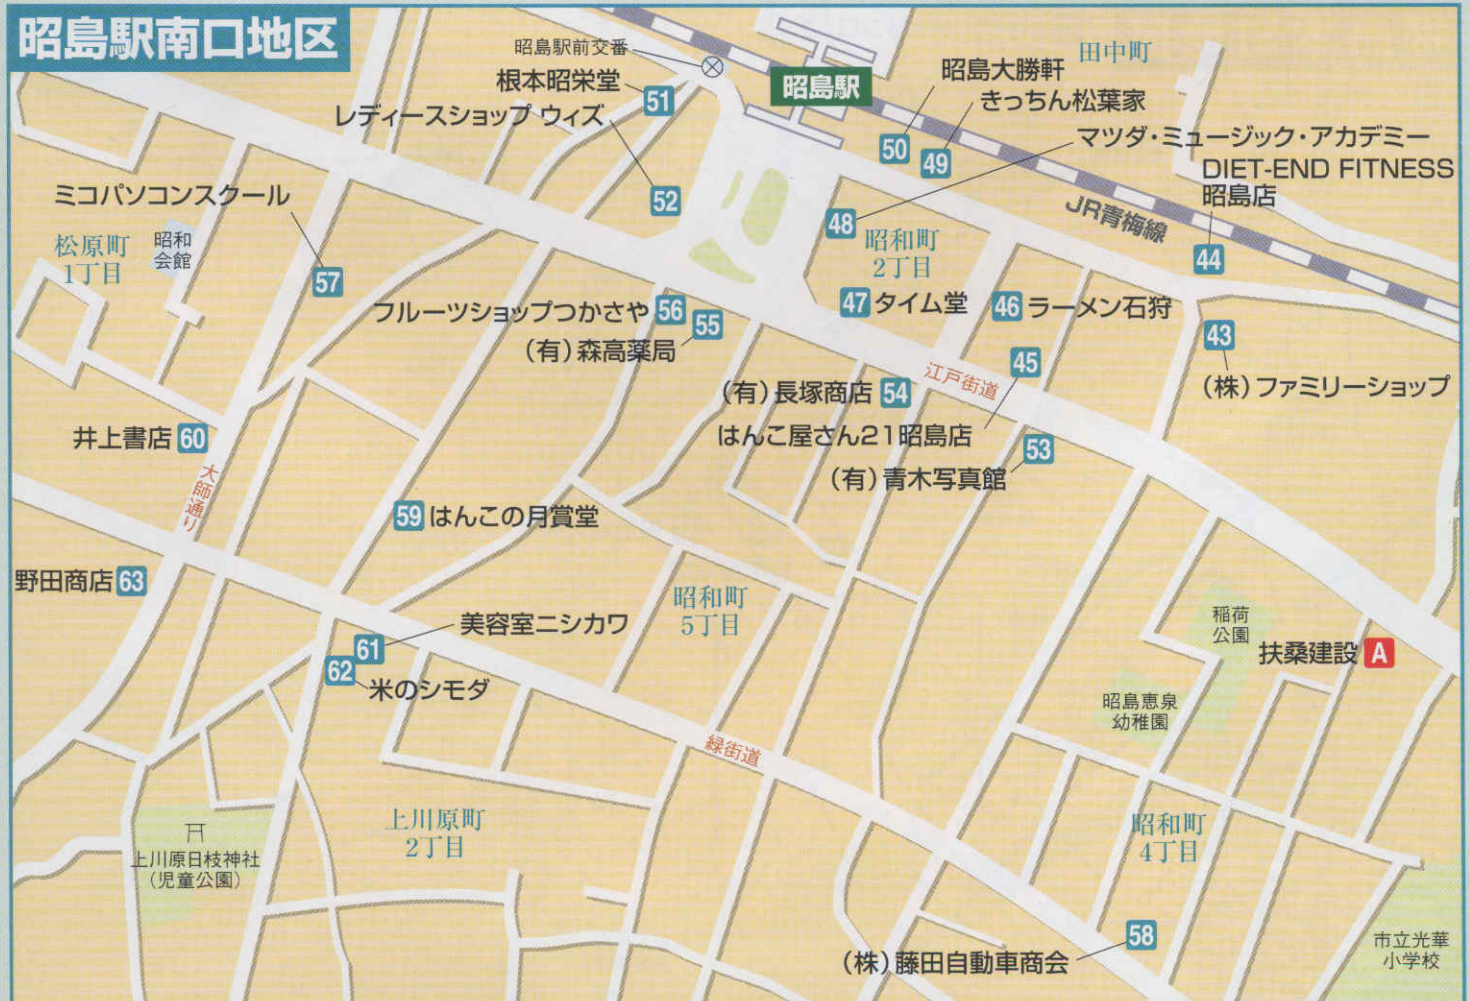 昭島駅南口地区
昭島駅前交番
根本昭栄堂
51
レディースショップ ウィズ
52
昭島駅
田中町
昭島大勝軒
50
きっちん松葉家
49
マツダ・ミュージック・アカデミー
48
DIET-END FITNESS
昭島店
44
JR青梅線
ミコパソコンスクール
57
松原町
1丁目
昭和
会館
昭和町
2丁目
47 タイム堂
46 ラーメン石狩
43
(株)ファミリーショップ
フルーツショップつかさや 56
55
(有)森高薬局
江戸街道
45
(有)長塚商店 54
はんこ屋さん21昭島店
53
(有)青木写真館
井上書店 60
大師通り
59 はんこの月賞堂
野田商店 63
昭和町
5丁目
美容室ニシカワ
61
62
米のシモダ
稲荷
公園
扶桑建設 A
昭島恵泉
幼稚園
緑街道
上川原町
2丁目
昭和町
4丁目
上川原日枝神社
(児童公園)
58
(株)藤田自動車商会
市立光華
小学校